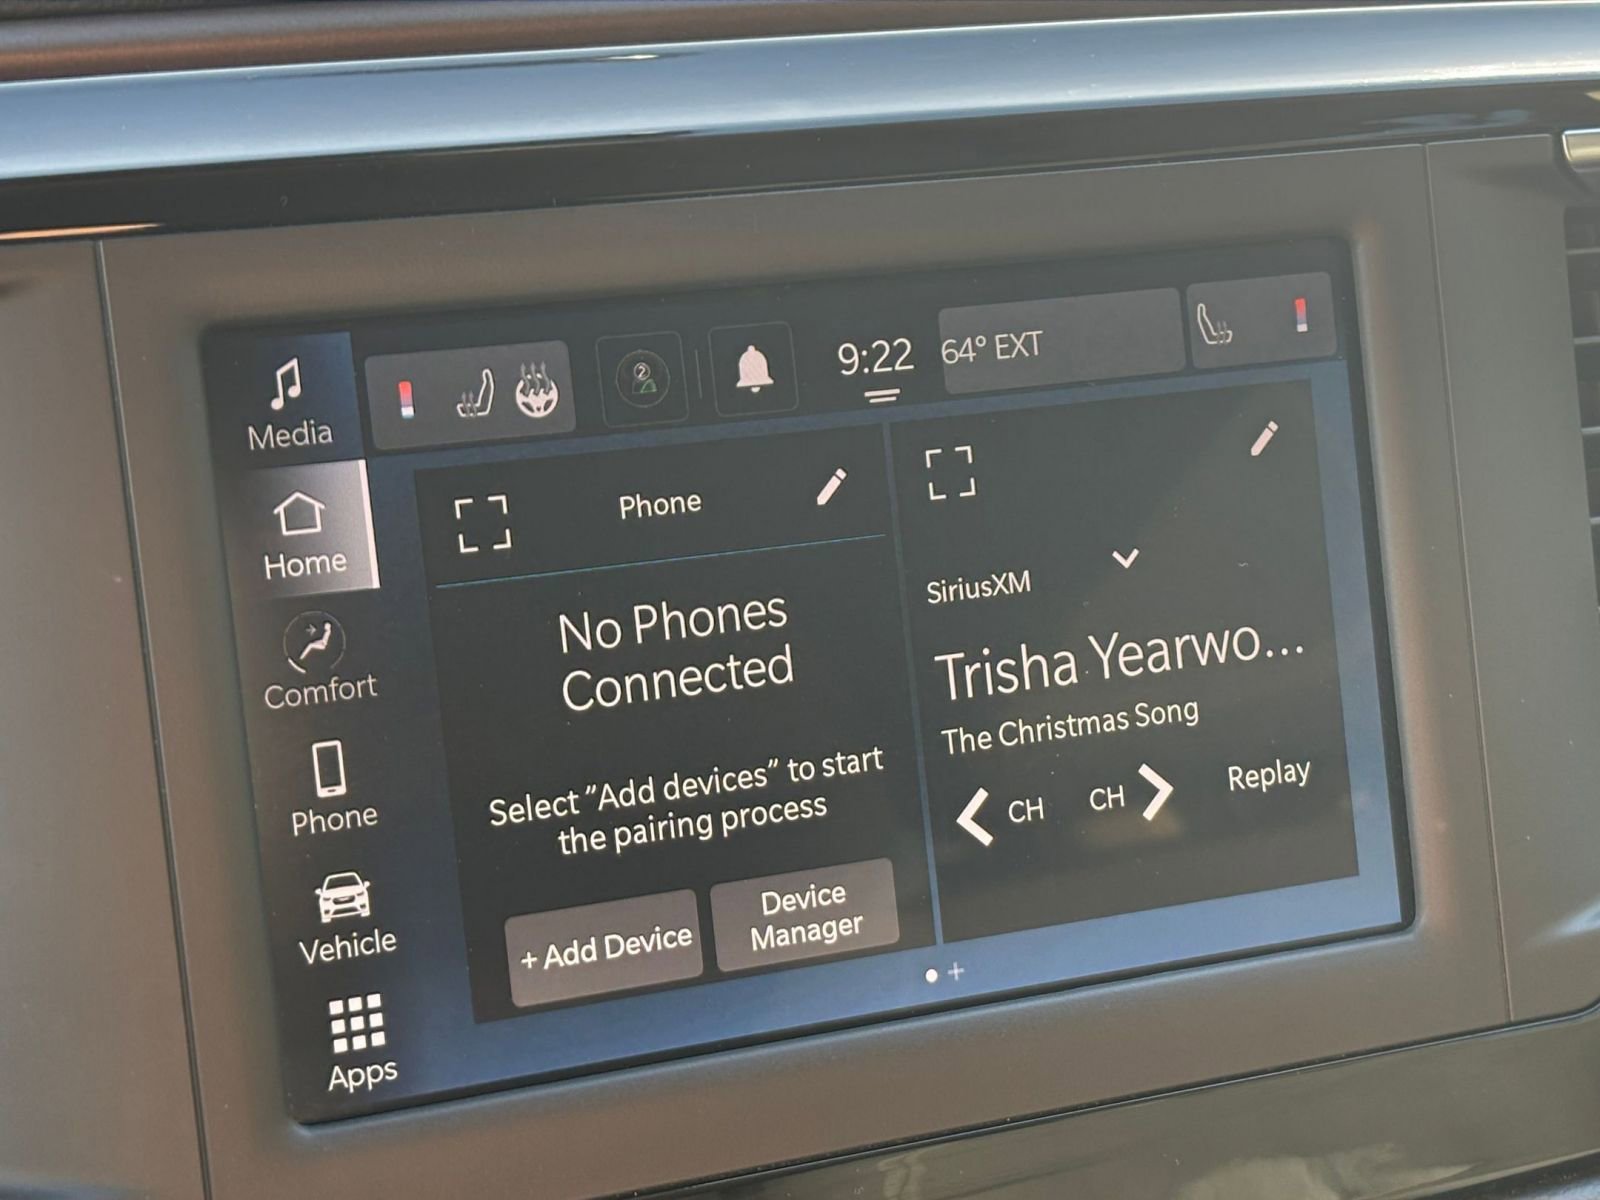 Media
2
9:22
64° EXT
Home
Comfort
Phone
Vehicle
Apps
Phone
No Phones
Connected
Select "Add devices" to start
the pairing process
+ Add Device
Device
Manager
SiriusXM
Trisha Yearwo...
The Christmas Song
CH
CH
Replay
+